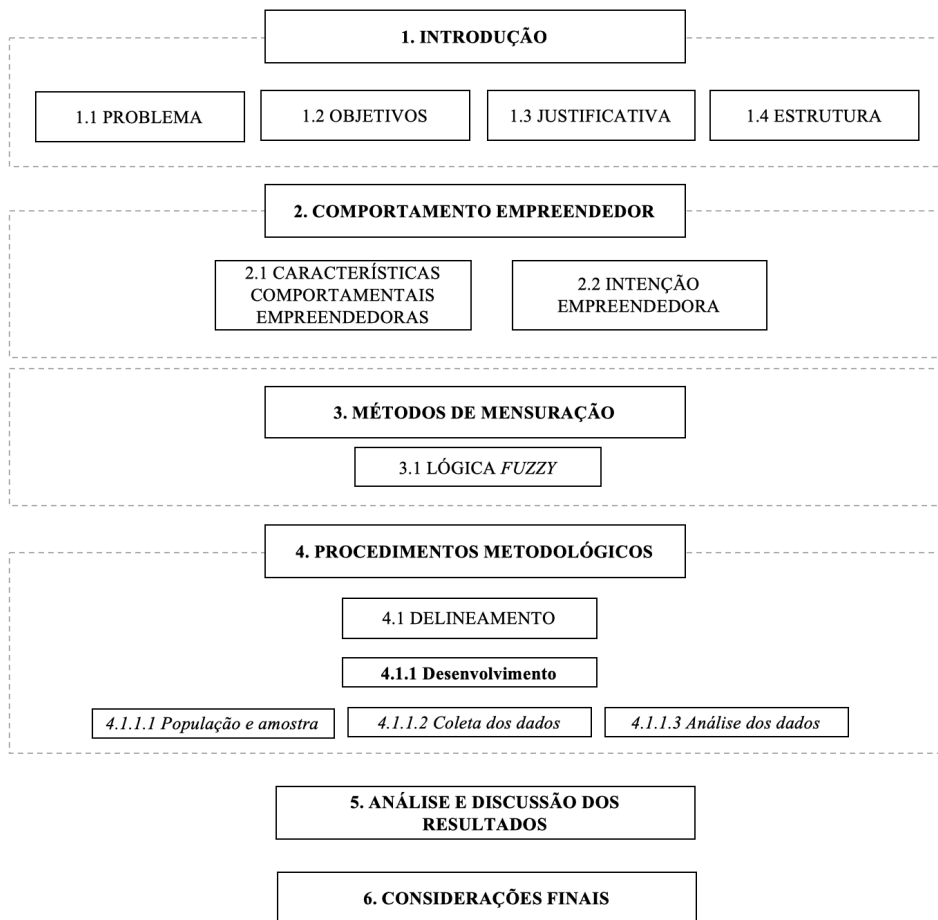 1. INTRODUÇÃO
1.1 PROBLEMA
1.2 OBJETIVOS
1.3 JUSTIFICATIVA
1.4 ESTRUTURA
2. COMPORTAMENTO EMPREENDEDOR
2.1 CARACTERÍSTICAS
COMPORTAMENTAIS
EMPREENDEDORAS
2.2 INTENÇÃO
EMPREENDEDORA
3. MÉTODOS DE MENSURAÇÃO
3.1 LÓGICA FUZZY
4. PROCEDIMENTOS METODOLÓGICOS
4.1 DELINEAMENTO
4.1.1 Desenvolvimento
4.1.1.1 População e amostra
4.1.1.2 Coleta dos dados
4.1.1.3 Análise dos dados
5. ANÁLISE E DISCUSSÃO DOS
RESULTADOS
6. CONSIDERAÇÕES FINAIS